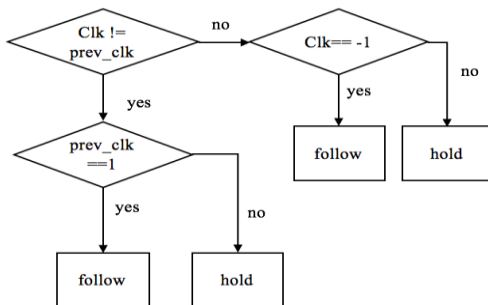 Clk !=
prev_clk
no
Clk== -1
no
yes
yes
prev_clk
==1
follow
hold
yes
no
follow
hold